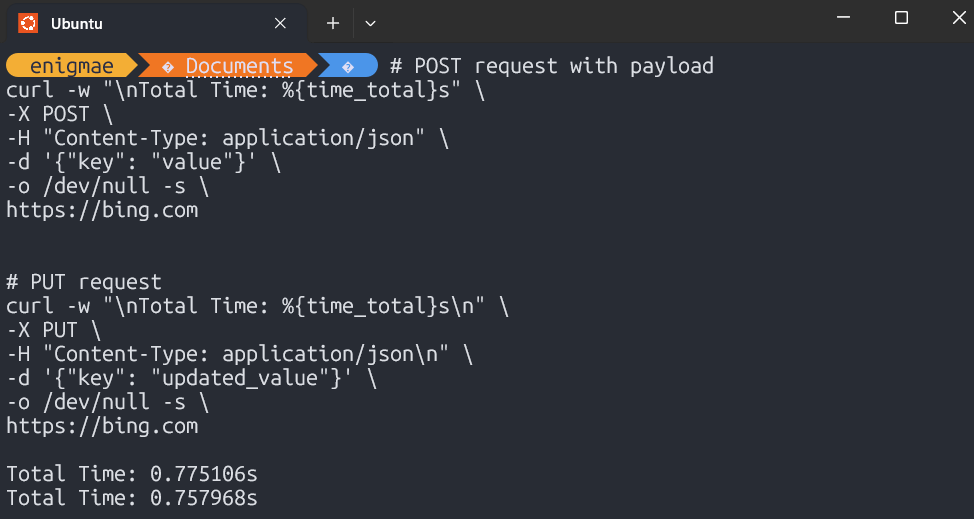 Ubuntu
enigmae Documents # POST request with payload
curl -w "\nTotal Time: %{time_total}s" \
-X POST \
-H "Content-Type: application/json" \
-d '{"key": "value"}' \
-o /dev/null -s \
https://bing.com
# PUT request
curl -w "\nTotal Time: %{time_total}s\n" \
-X PUT \
-H "Content-Type: application/json\n" \
-d '{"key": "updated_value"}' \
-o /dev/null -s \
https://bing.com
Total Time: 0.775106s
Total Time: 0.757968s